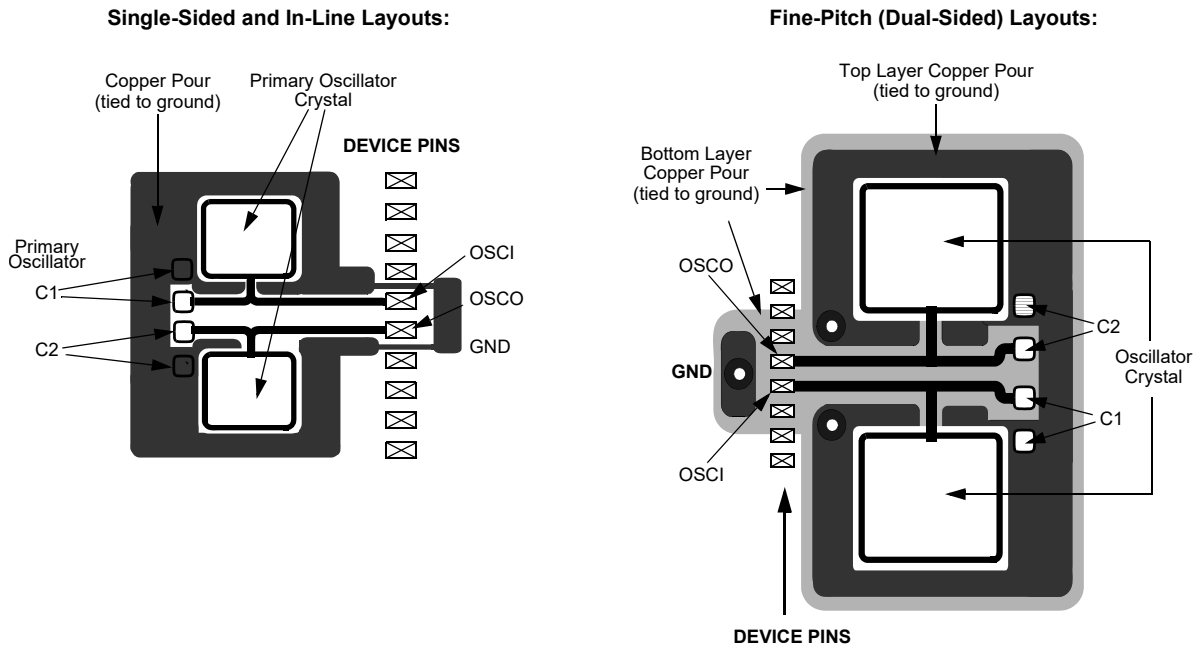 Single-Sided and In-Line Layouts:
Copper Pour
(tied to ground)
Primary Oscillator
Crystal
DEVICE PINS
Primary
Oscillator
C1
C2
OSCI
OSCO
GND
Fine-Pitch (Dual-Sided) Layouts:
Top Layer Copper Pour
(tied to ground)
Bottom Layer
Copper Pour
(tied to ground)
OSCO
GND
OSCI
C2
Oscillator
Crystal
C1
DEVICE PINS